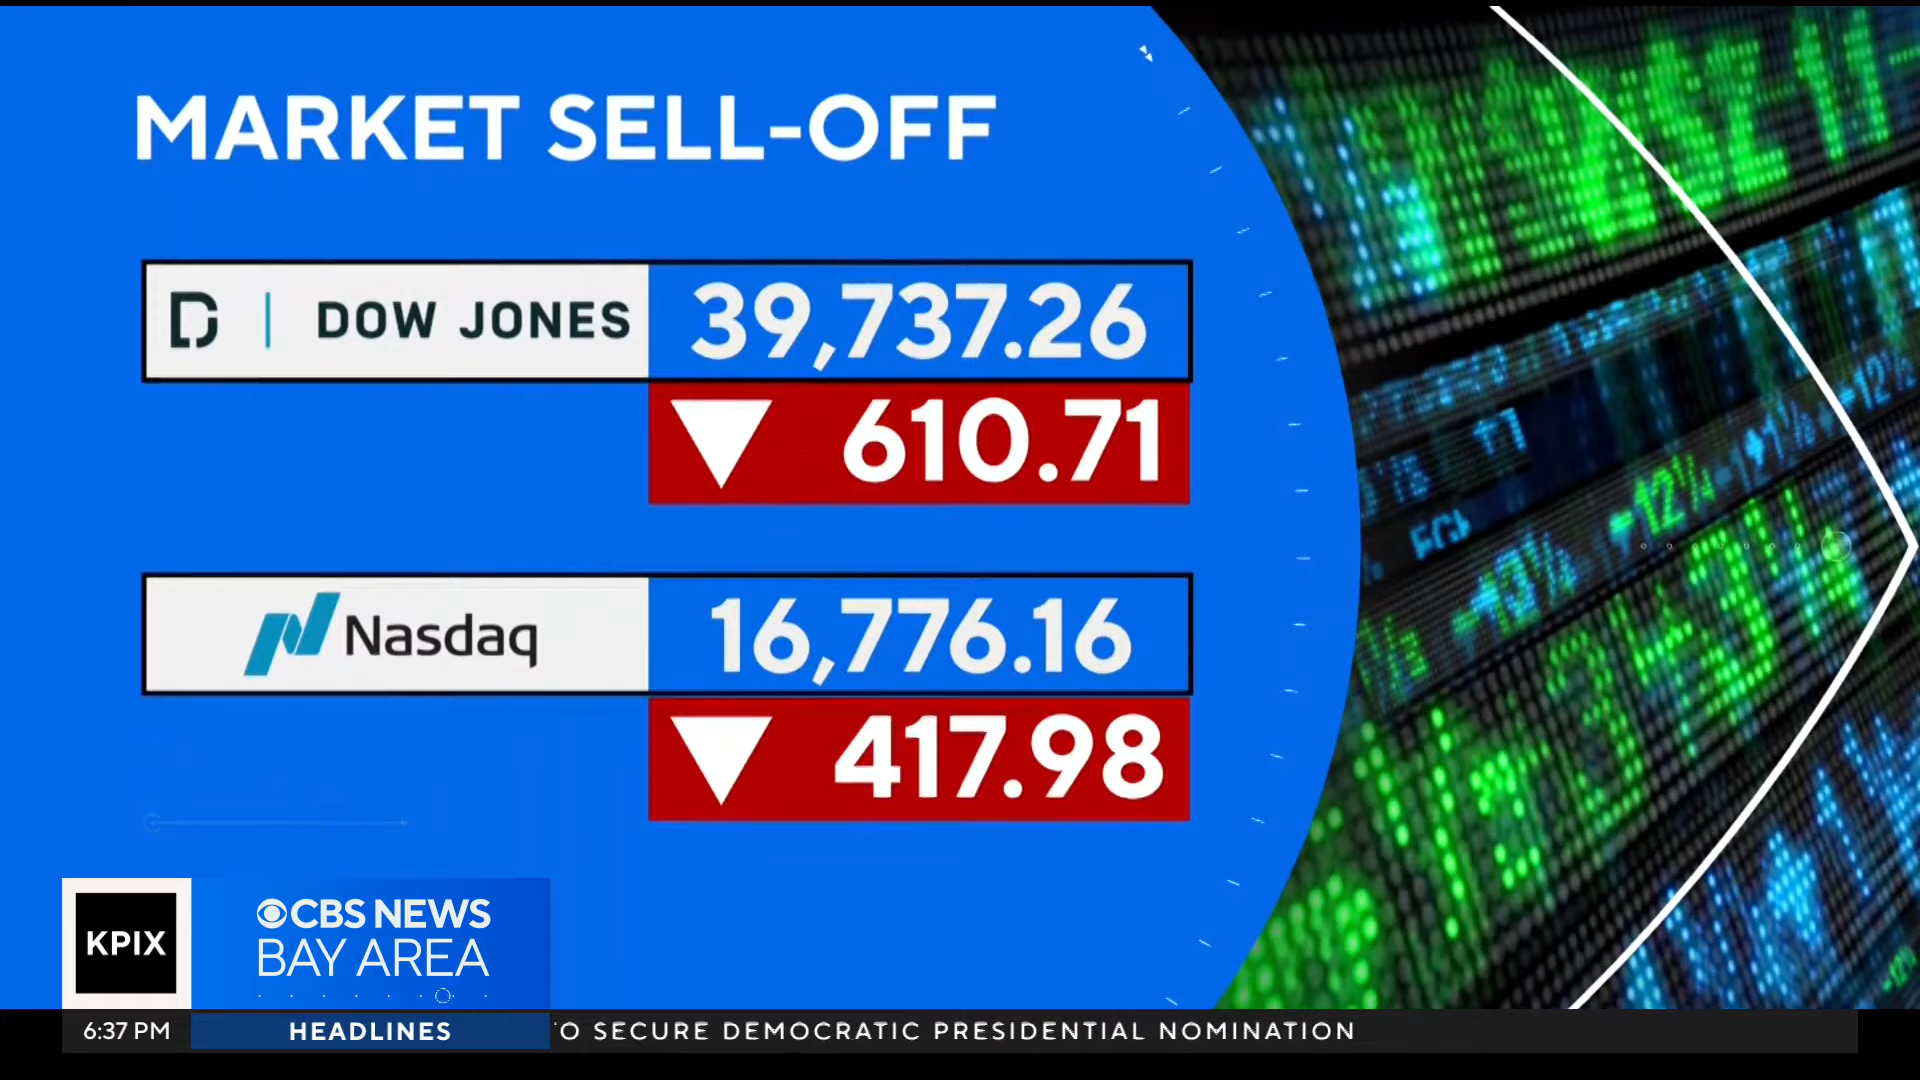 MARKET SELL-OFF
DOW JONES 39,737.26
▼ 610.71
Nasdaq 16,776.16
▼ 417.98
KPIX
CBS NEWS
BAY AREA
6:37 PM HEADLINES O SECURE DEMOCRATIC PRESIDENTIAL NOMINATION